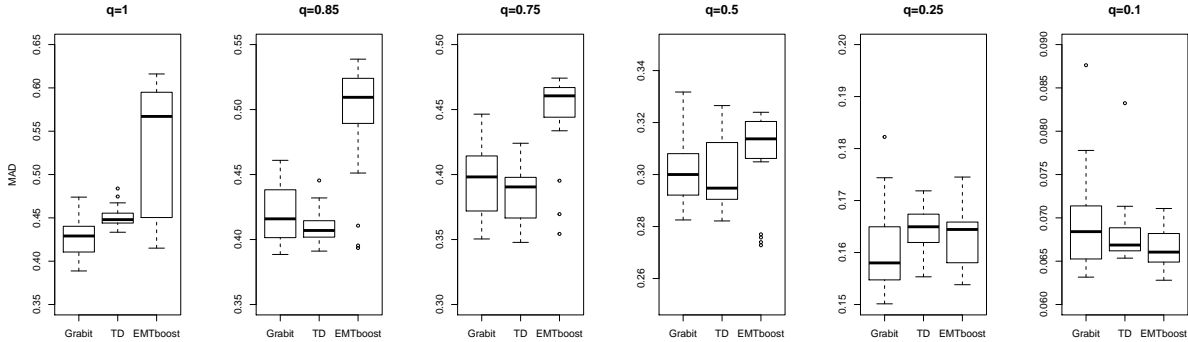 q=1
MAD
0.65
0.60
0.55
0.50
0.45
0.40
0.35
Grabit TD EMTboost
q=0.85
0.55
0.50
0.45
0.40
0.35
Grabit TD EMTboost
q=0.75
0.50
0.45
0.40
0.35
0.30
Grabit TD EMTboost
q=0.5
0.34
0.32
0.30
0.28
0.26
Grabit TD EMTboost
q=0.25
0.20
0.19
0.18
0.17
0.16
0.15
Grabit TD EMTboost
q=0.1
0.090
0.085
0.080
0.075
0.070
0.065
0.060
Grabit TD EMTboost